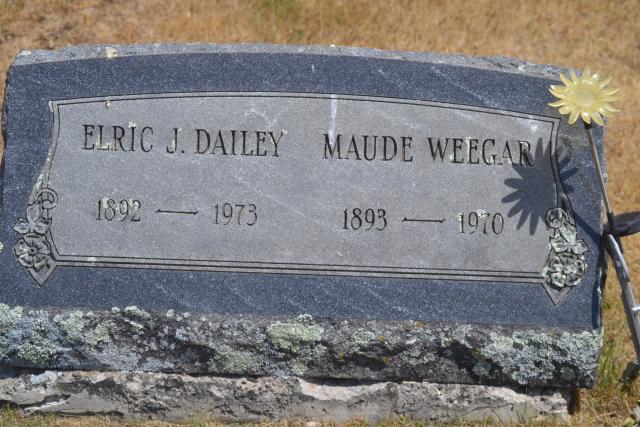 ELRIC J. DAILEY MAUDE WEEGAR
1892 — 1973 1893 — 1970